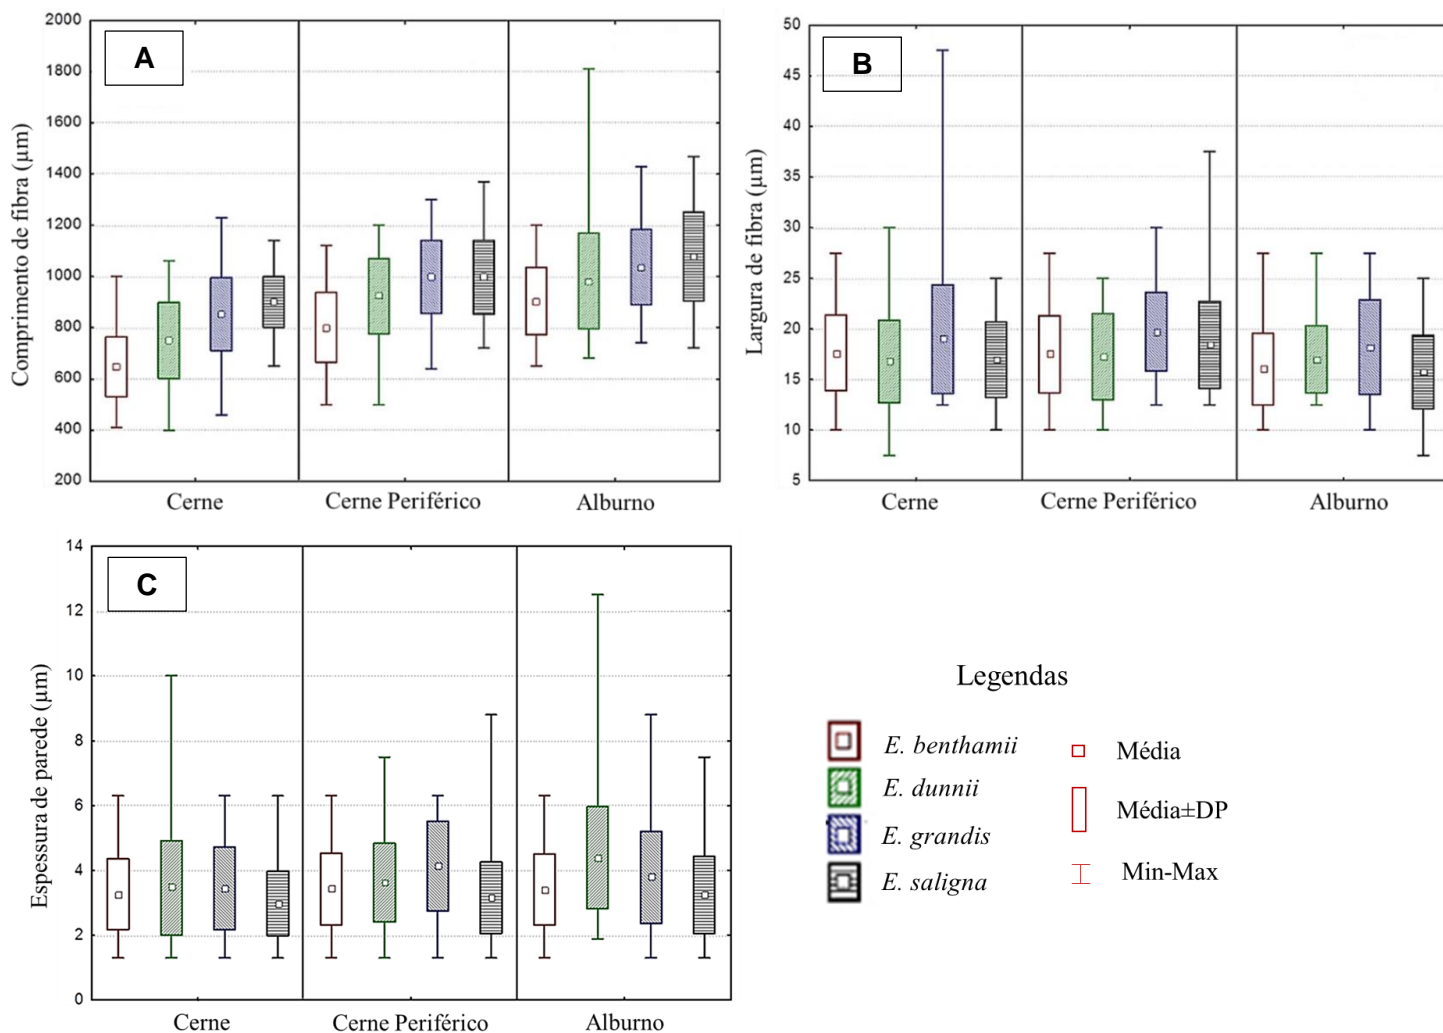 A
Comprimento de fibra (µm)
2000
1800
1600
1400
1200
1000
800
600
400
200
Cerne
Cerne Periférico
Alburno
B
Largura de fibra (µm)
50
45
40
35
30
25
20
15
10
5
Cerne
Cerne Periférico
Alburno
C
Espessura de parede (µm)
14
12
10
8
6
4
2
0
Cerne
Cerne Periférico
Alburno
Legendas
E. benthamii
E. dunnii
E. grandis
E. saligna
Média
Média±DP
Min-Max